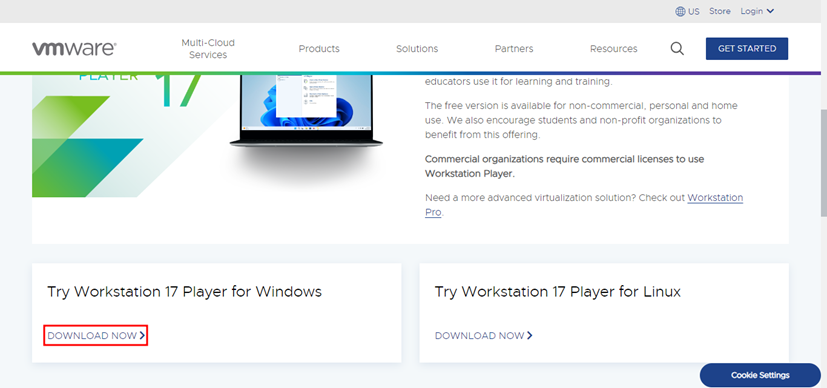 US Store Login
vmware®
Multi-Cloud
Services
Products
Solutions
Partners
Resources
GET STARTED
PLAYER 17
educators use it for learning and training.
The free version is available for non-commercial, personal and home
use. We also encourage students and non-profit organizations to
benefit from this offering.
Commercial organizations require commercial licenses to use
Workstation Player.
Need a more advanced virtualization solution? Check out Workstation
Pro.
Try Workstation 17 Player for Windows
DOWNLOAD NOW
Try Workstation 17 Player for Linux
DOWNLOAD NOW
Cookie Settings